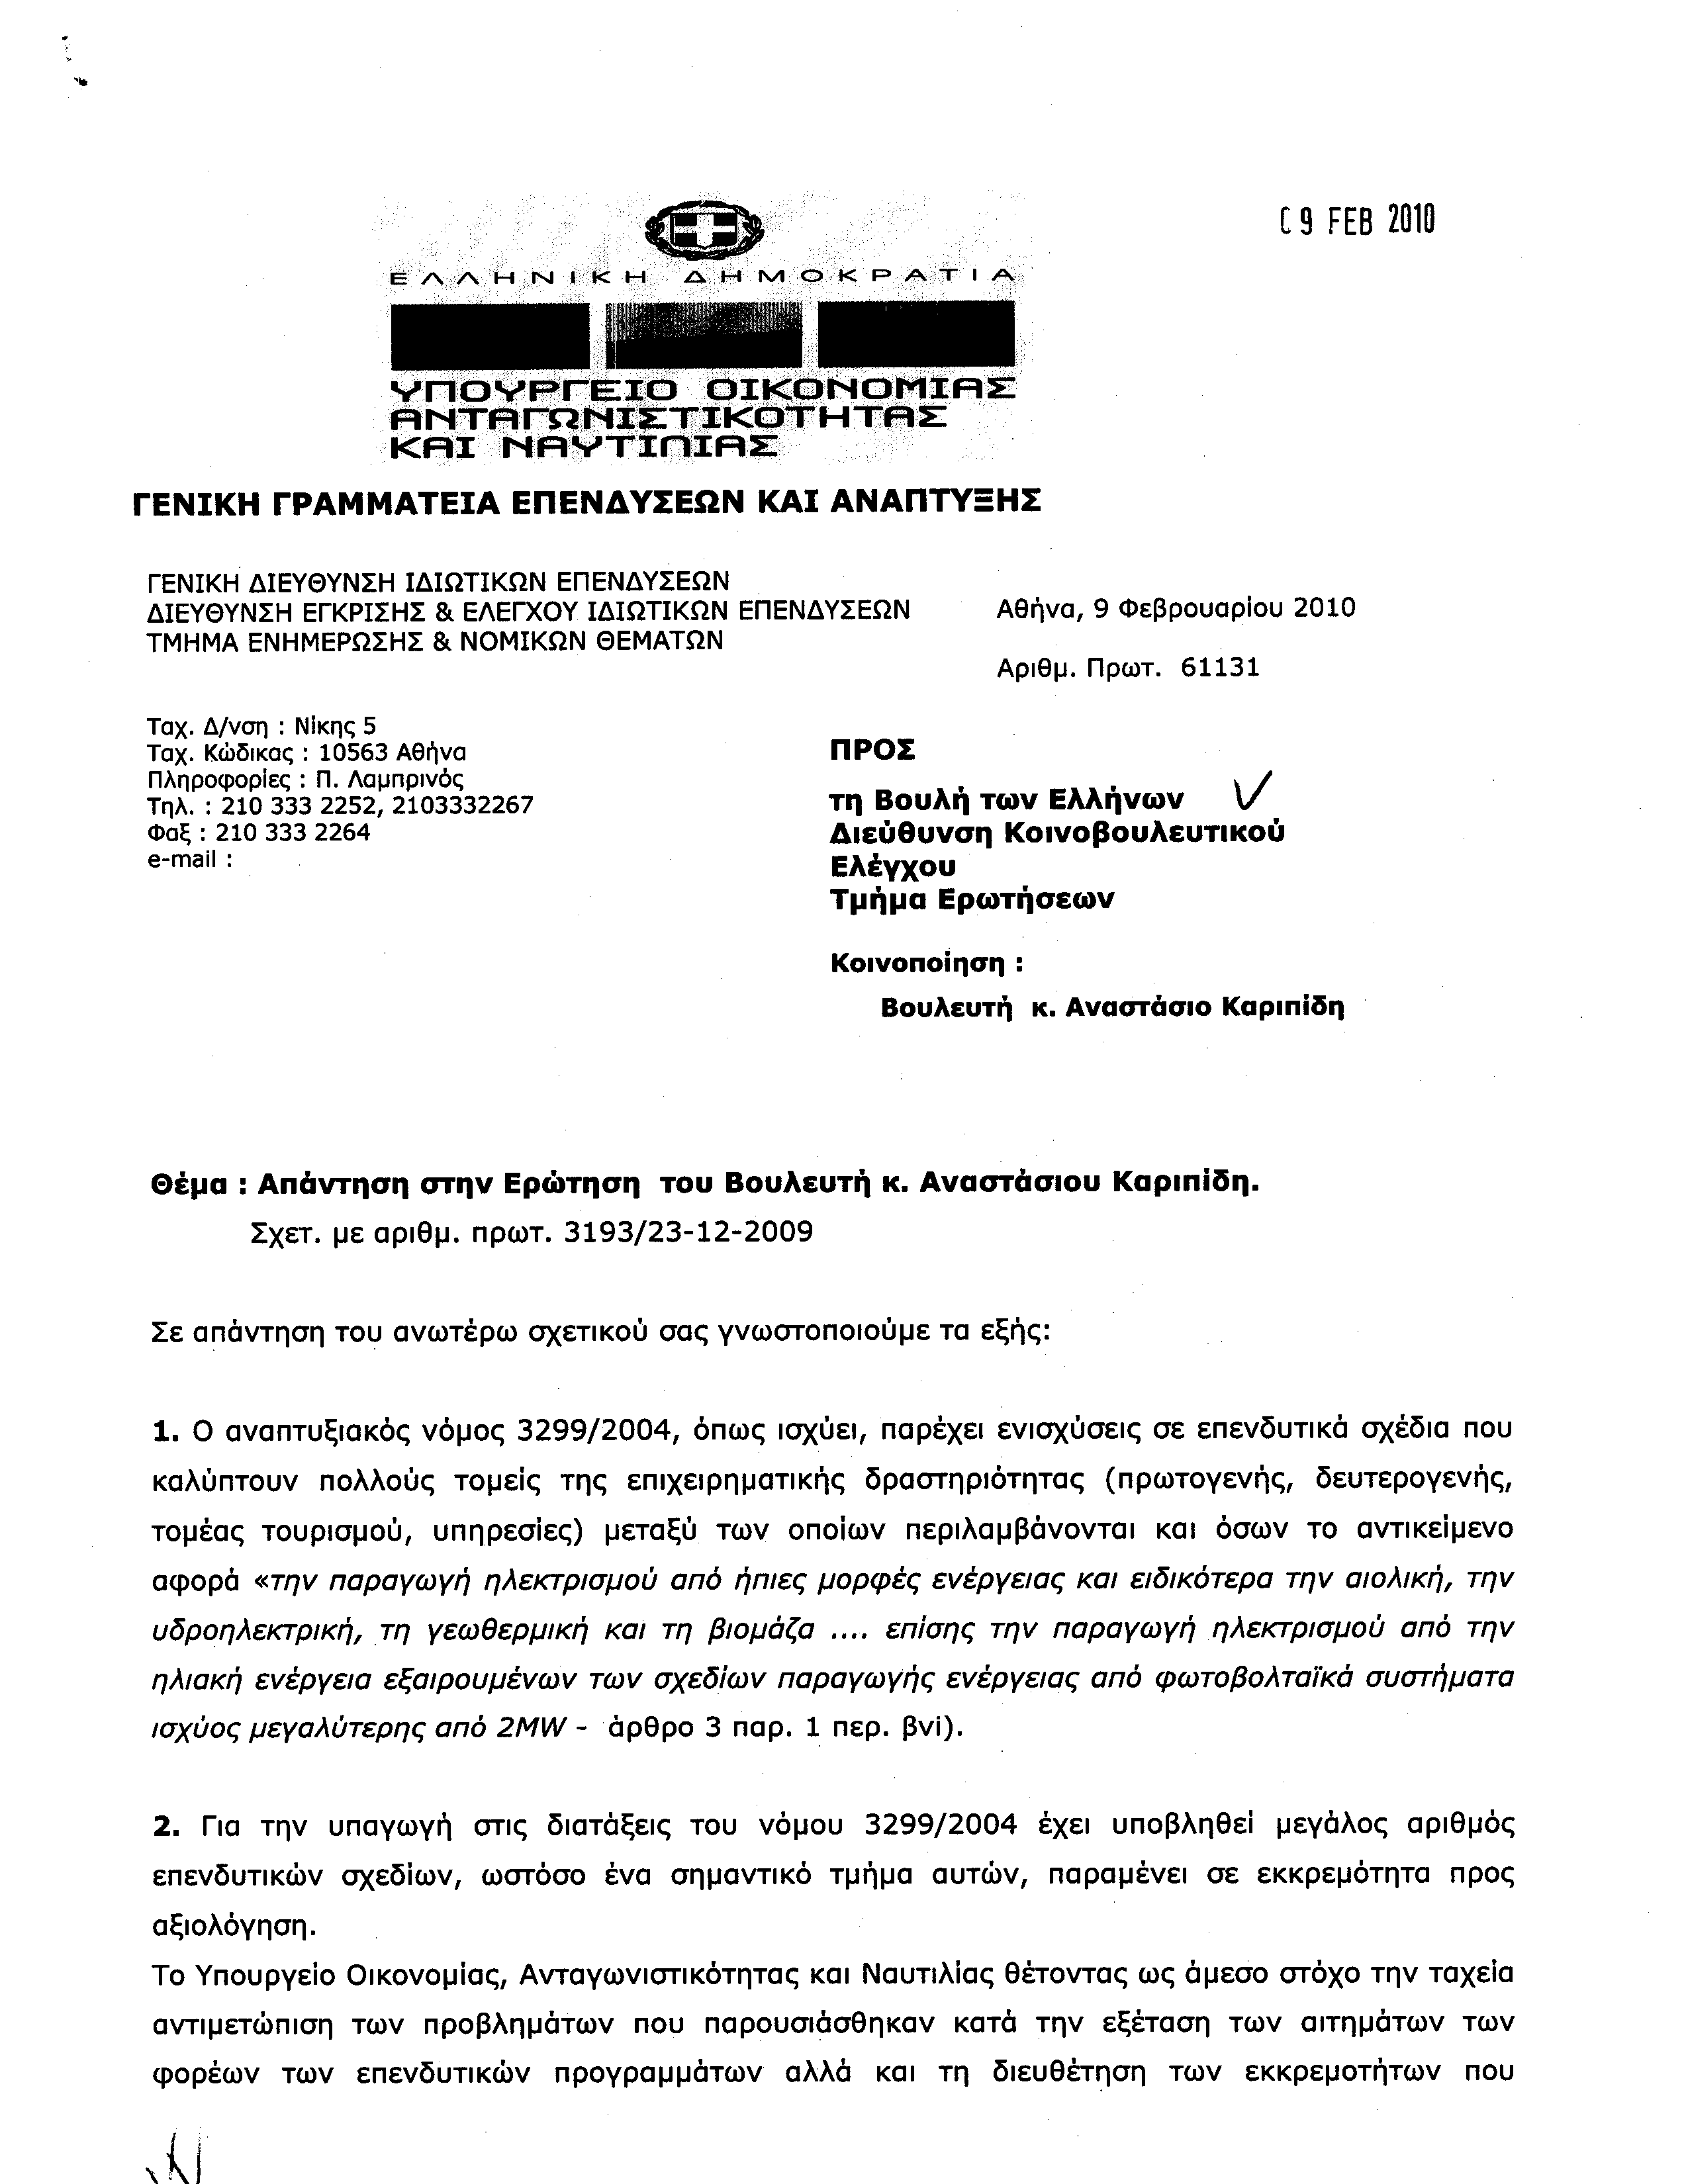 09 FEB 2010
ΕΛΛΗΝΙΚΗ ΔΗΜΟΚΡΑΤΙΑ
ΥΠΟΥΡΓΕΙΟ ΟΙΚΟΝΟΜΙΑΣ
ΑΝΤΑΓΩΝΙΣΤΙΚΟΤΗΤΑΣ
ΚΑΙ ΝΑΥΤΙΛΙΑΣ
ΓΕΝΙΚΗ ΓΡΑΜΜΑΤΕΙΑ ΕΠΕΝΔΥΣΕΩΝ ΚΑΙ ΑΝΑΠΤΥΞΗΣ
ΓΕΝΙΚΗ ΔΙΕΥΘΥΝΣΗ ΙΔΙΩΤΙΚΩΝ ΕΠΕΝΔΥΣΕΩΝ
ΔΙΕΥΘΥΝΣΗ ΕΓΚΡΙΣΗΣ & ΕΛΕΓΧΟΥ ΙΔΙΩΤΙΚΩΝ ΕΠΕΝΔΥΣΕΩΝ
ΤΜΗΜΑ ΕΝΗΜΕΡΩΣΗΣ & ΝΟΜΙΚΩΝ ΘΕΜΑΤΩΝ
Αθήνα, 9 Φεβρουαρίου 2010
Αριθμ. Πρωτ. 61131
Ταχ. Δ/νση : Νίκης 5
Ταχ. Κώδικας : 10563 Αθήνα
Πληροφορίες : Π. Λαμπρινός
Τηλ. : 210 333 2252, 2103332267
Φαξ : 210 333 2264
e-mail :
ΠΡΟΣ
τη Βουλή των Ελλήνων
Διεύθυνση Κοινοβουλευτικού
Ελέγχου
Τμήμα Ερωτήσεων
Κοινοποίηση :
Βουλευτή κ. Αναστάσιο Καριπίδη
Θέμα : Απάντηση στην Ερώτηση του Βουλευτή κ. Αναστάσιου Καριπίδη.
Σχετ. με αριθμ. πρωτ. 3193/23-12-2009
Σε απάντηση του ανωτέρω σχετικού σας γνωστοποιούμε τα εξής:
1. Ο αναπτυξιακός νόμος 3299/2004, όπως ισχύει, παρέχει ενισχύσεις σε επενδυτικά σχέδια που
καλύπτουν πολλούς τομείς της επιχειρηματικής δραστηριότητας (πρωτογενής, δευτερογενής,
τομέας τουρισμού, υπηρεσίες) μεταξύ των οποίων περιλαμβάνονται και όσων το αντικείμενο
αφορά «την παραγωγή ηλεκτρισμού από ήπιες μορφές ενέργειας και ειδικότερα την αιολική, την
υδροηλεκτρική, τη γεωθερμική και τη βιομάζα .... επίσης την παραγωγή ηλεκτρισμού από την
ηλιακή ενέργεια εξαιρουμένων των σχεδίων παραγωγής ενέργειας από φωτοβολταϊκά συστήματα
ισχύος μεγαλύτερης από 2MW - άρθρο 3 παρ. 1 περ. βvi).
2. Για την υπαγωγή στις διατάξεις του νόμου 3299/2004 έχει υποβληθεί μεγάλος αριθμός
επενδυτικών σχεδίων, ωστόσο ένα σημαντικό τμήμα αυτών, παραμένει σε εκκρεμότητα προς
αξιολόγηση.
Το Υπουργείο Οικονομίας, Ανταγωνιστικότητας και Ναυτιλίας θέτοντας ως άμεσο στόχο την ταχεία
αντιμετώπιση των προβλημάτων που παρουσιάσθηκαν κατά την εξέταση των αιτημάτων των
φορέων των επενδυτικών προγραμμάτων αλλά και τη διευθέτηση των εκκρεμοτήτων που